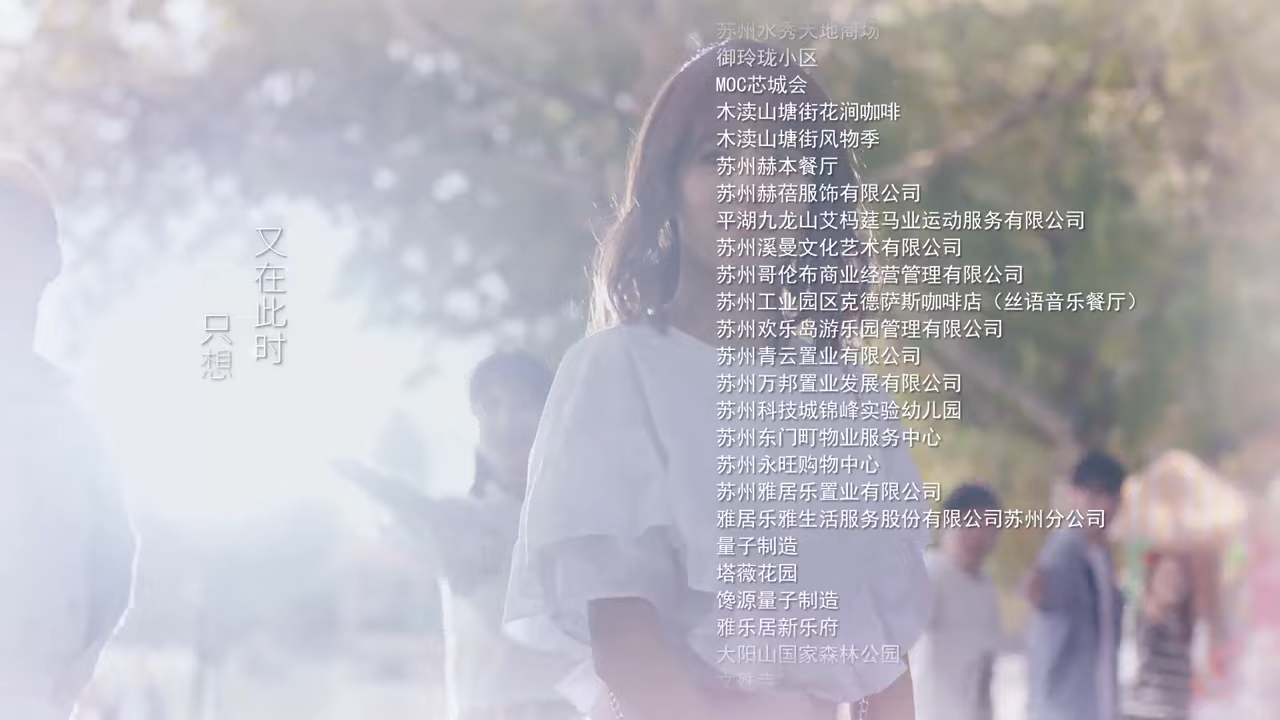 又在此时
只想
苏州水秀天地商场
御玲珑小区
MOC芯城会
木渎山塘街花涧咖啡
木渎山塘街风物季
苏州赫本餐厅
苏州赫蓓服饰有限公司
平湖九龙山艾杩莛马业运动服务有限公司
苏州溪曼文化艺术有限公司
苏州哥伦布商业经营管理有限公司
苏州工业园区克德萨斯咖啡店（丝语音乐餐厅）
苏州欢乐岛游乐园管理有限公司
苏州青云置业有限公司
苏州万邦置业发展有限公司
苏州科技城锦峰实验幼儿园
苏州东门町物业服务中心
苏州永旺购物中心
苏州雅居乐置业有限公司
雅居乐雅生活服务股份有限公司苏州分公司
量子制造
塔薇花园
馋源量子制造
雅乐居新乐府
大阳山国家森林公园